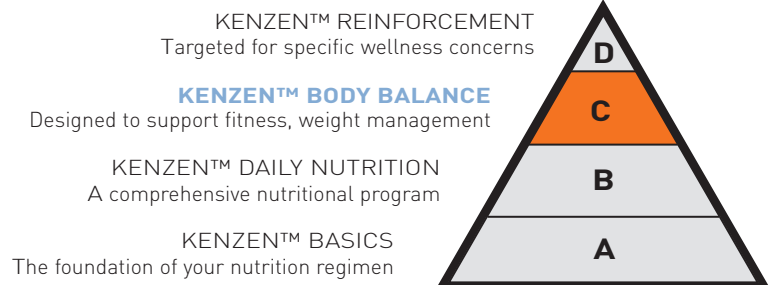 KENZEN™ REINFORCEMENT
Targeted for specific wellness concerns
D
KENZEN™ BODY BALANCE
Designed to support fitness, weight management
C
KENZEN™ DAILY NUTRITION
A comprehensive nutritional program
B
KENZEN™ BASICS
The foundation of your nutrition regimen
A